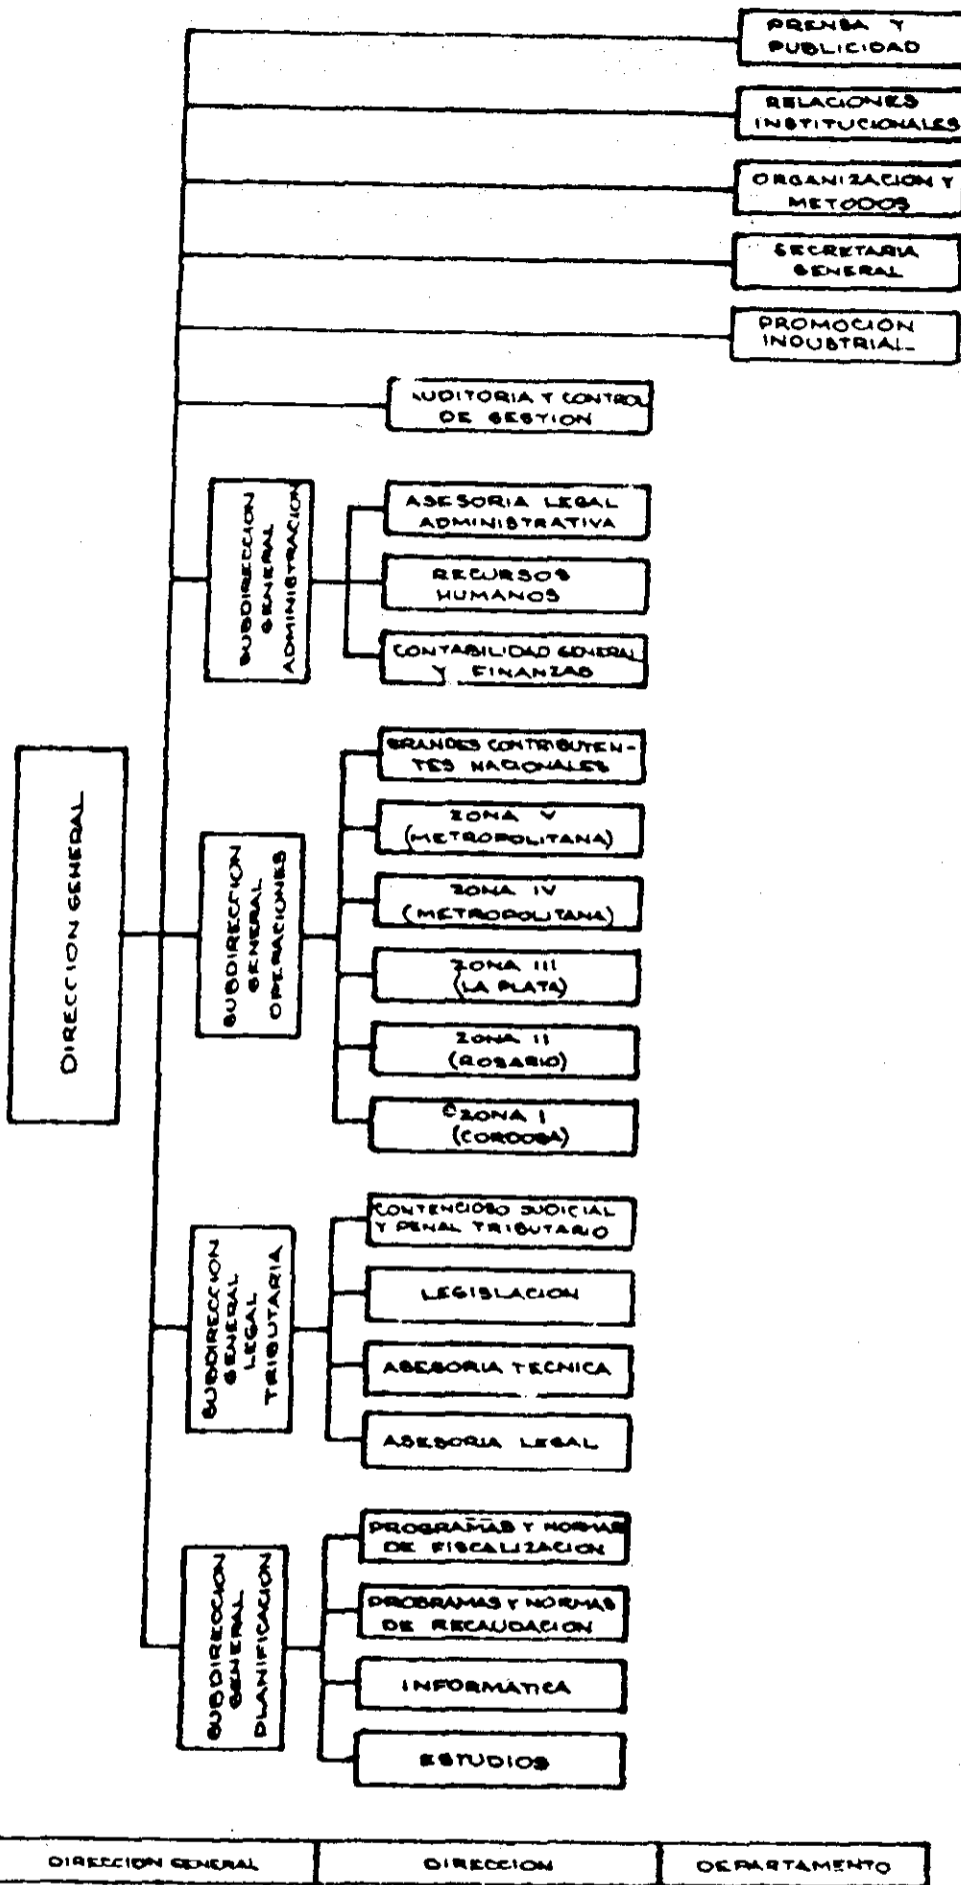 PRENSA Y
PUBLICIDAD
RELACIONES
INSTITUCIONALES
ORGANIZACION Y
METODOS
SECRETARIA
GENERAL
PROMOCION
INDUSTRIAL
AUDITORIA Y CONTROL
DE GESTION
SUBDIRECCION
GENERAL
ADMINISTRACION
ASESORIA LEGAL
ADMINISTRATIVA
RECURSOS
HUMANOS
CONTABILIDAD GENERAL
Y FINANZAS
DIRECCION GENERAL
SUBDIRECCION
GENERAL
OPERACIONES
GRANDES CONTRIBUYEN-
TES NACIONALES
ZONA V
(METROPOLITANA)
ZONA IV
(METROPOLITANA)
ZONA III
(LA PLATA)
ZONA II
(ROSARIO)
ZONA I
(CORDOBA)
SUBDIRECCION
GENERAL
LEGAL
TRIBUTARIA
CONTENCIOSO JUDICIAL
Y PENAL TRIBUTARIO
LEGISLACION
ASESORIA TECNICA
ASESORIA LEGAL
SUBDIRECCION
GENERAL
PLANIFICACION
PROGRAMAS Y NORMAS
DE FISCALIZACION
PROGRAMAS Y NORMAS
DE RECAUDACION
INFORMATICA
ESTUDIOS
DIRECCION GENERAL
DIRECCION
DEPARTAMENTO